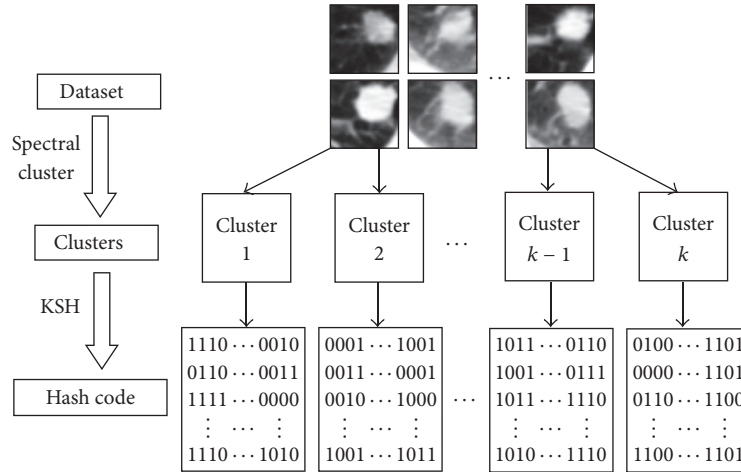 Dataset
Spectral
cluster
Clusters
KSH
Hash code
⋯
Cluster
1
Cluster
2
⋯
Cluster
k − 1
Cluster
k
1110 ⋯ 0010
0110 ⋯ 0011
1111 ⋯ 0000
⋮ ⋯ ⋮
1110 ⋯ 1010
0001 ⋯ 1001
0011 ⋯ 0001
0010 ⋯ 1000
⋮ ⋯ ⋮
1001 ⋯ 1011
⋯
1011 ⋯ 0110
1001 ⋯ 0111
1011 ⋯ 1110
⋮ ⋯ ⋮
1010 ⋯ 1110
0100 ⋯ 1101
0000 ⋯ 1101
0110 ⋯ 1100
⋮ ⋯ ⋮
1100 ⋯ 1101